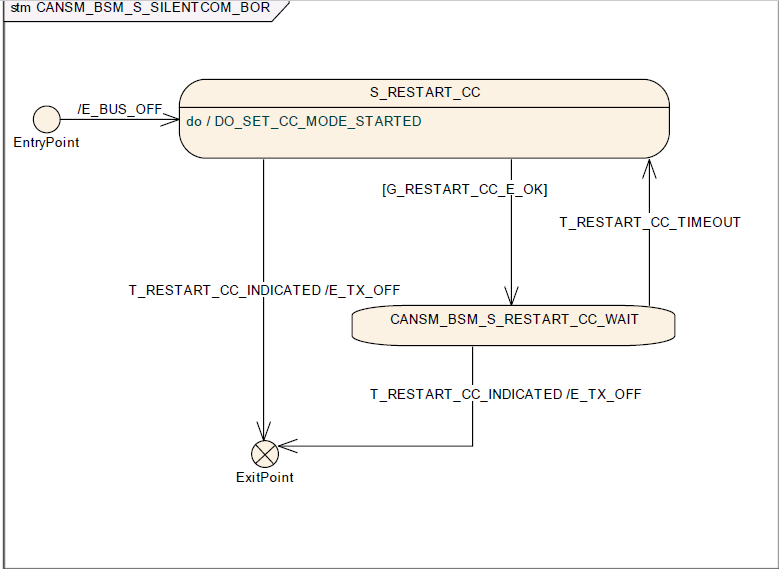 stm CANSM_BSM_S_SILENTCOM_BOR
S_RESTART_CC
/E_BUS_OFF
do / DO_SET_CC_MODE_STARTED
EntryPoint
[G_RESTART_CC_E_OK]
T_RESTART_CC_TIMEOUT
T_RESTART_CC_INDICATED /E_TX_OFF
CANSM_BSM_S_RESTART_CC_WAIT
T_RESTART_CC_INDICATED /E_TX_OFF
ExitPoint